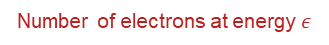 Number of electrons at energy ϵ